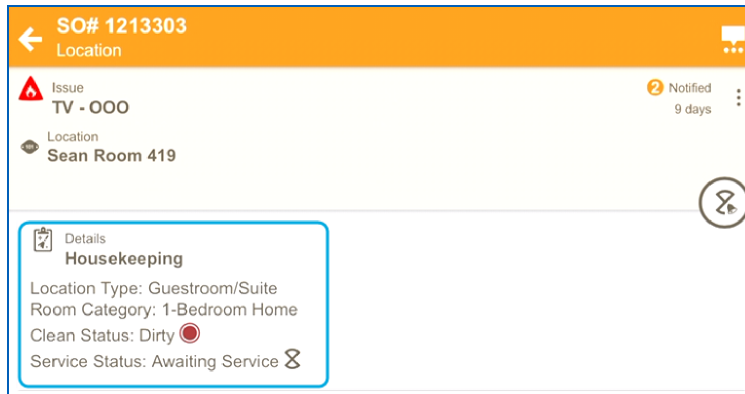 SO# 1213303
Location
Issue
TV - OOO
2 Notified
9 days
Location
Sean Room 419
Details
Housekeeping
Location Type: Guestroom/Suite
Room Category: 1-Bedroom Home
Clean Status: Dirty
Service Status: Awaiting Service